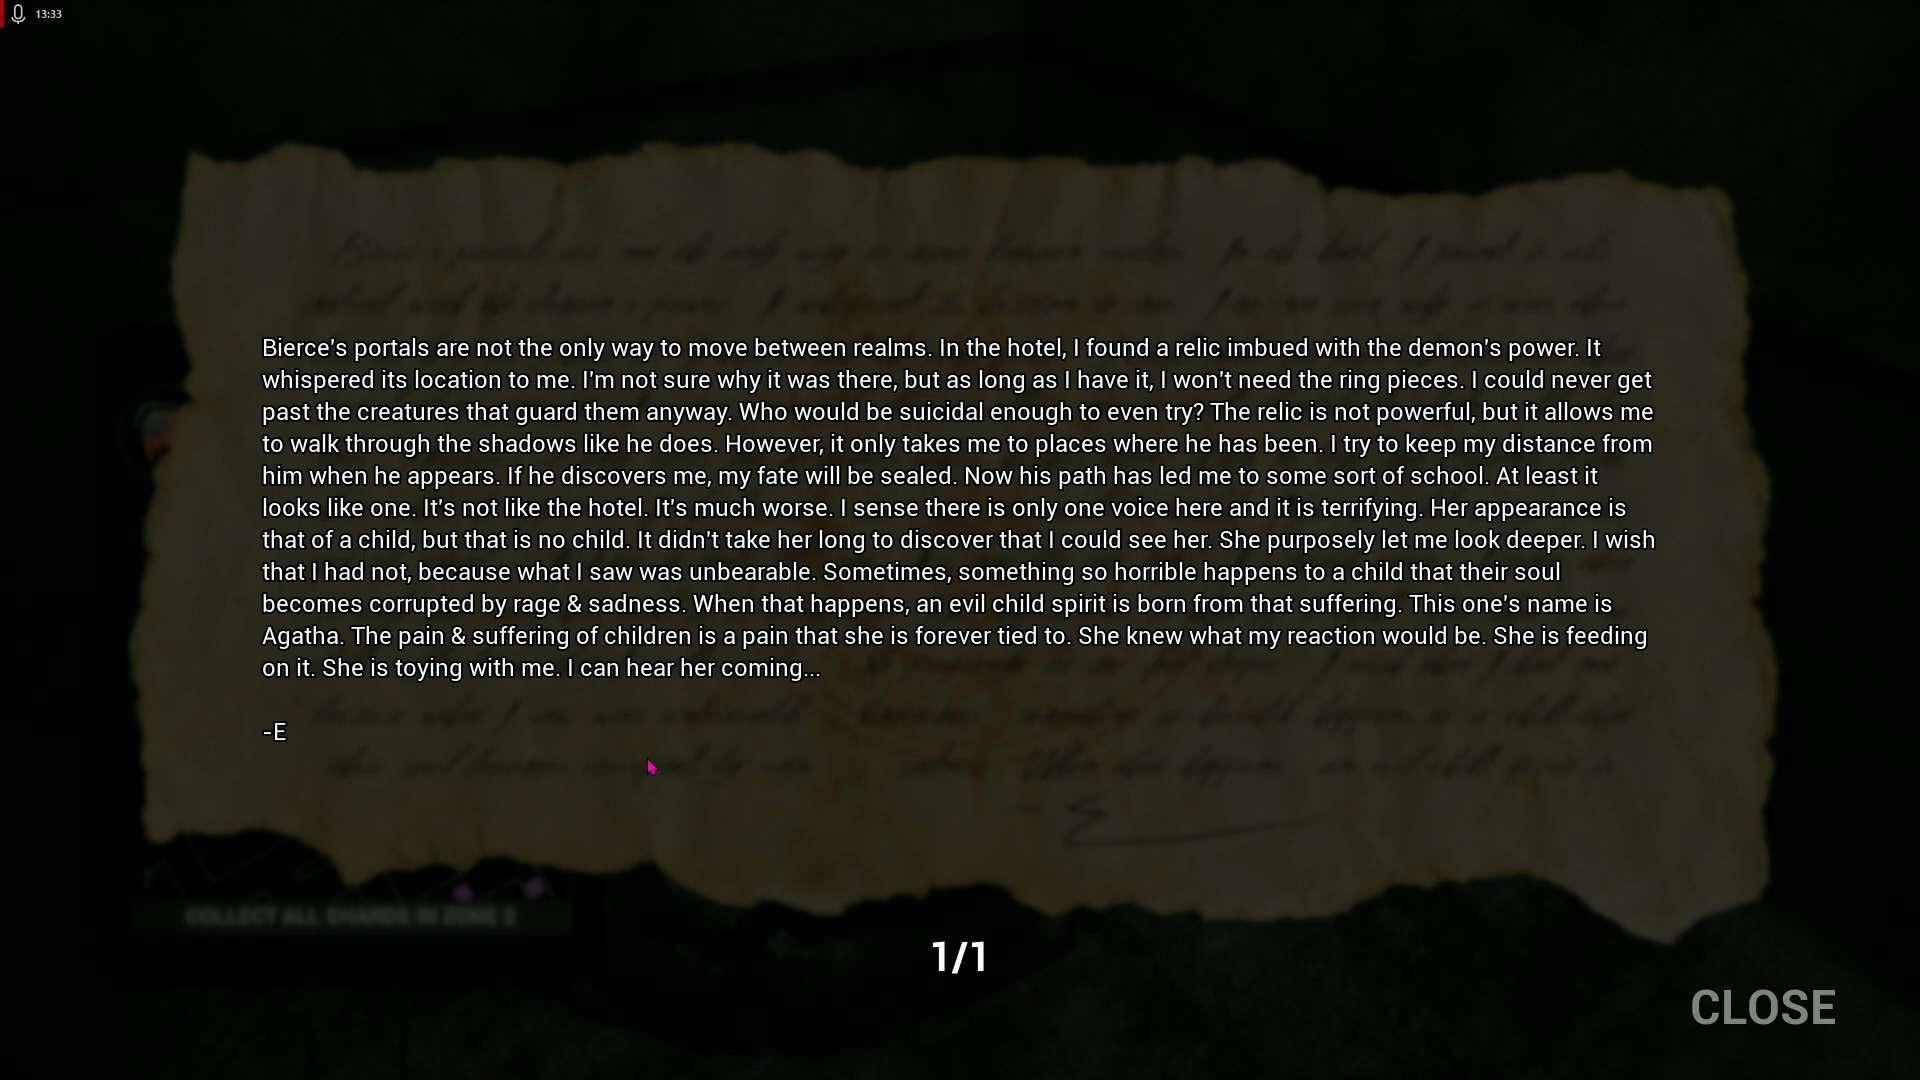 13:33
Bierce's portals are not the only way to move between realms. In the hotel, I found a relic imbued with the demon's power. It
whispered its location to me. I'm not sure why it was there, but as long as I have it, I won't need the ring pieces. I could never get
past the creatures that guard them anyway. Who would be suicidal enough to even try? The relic is not powerful, but it allows me
to walk through the shadows like he does. However, it only takes me to places where he has been. I try to keep my distance from
him when he appears. If he discovers me, my fate will be sealed. Now his path has led me to some sort of school. At least it
looks like one. It's not like the hotel. It's much worse. I sense there is only one voice here and it is terrifying. Her appearance is
that of a child, but that is no child. It didn't take her long to discover that I could see her. She purposely let me look deeper. I wish
that I had not, because what I saw was unbearable. Sometimes, something so horrible happens to a child that their soul
becomes corrupted by rage & sadness. When that happens, an evil child spirit is born from that suffering. This one's name is
Agatha. The pain & suffering of children is a pain that she is forever tied to. She knew what my reaction would be. She is feeding
on it. She is toying with me. I can hear her coming...
-E
COLLECT ALL SHARDS IN ZONE 2
1/1
CLOSE